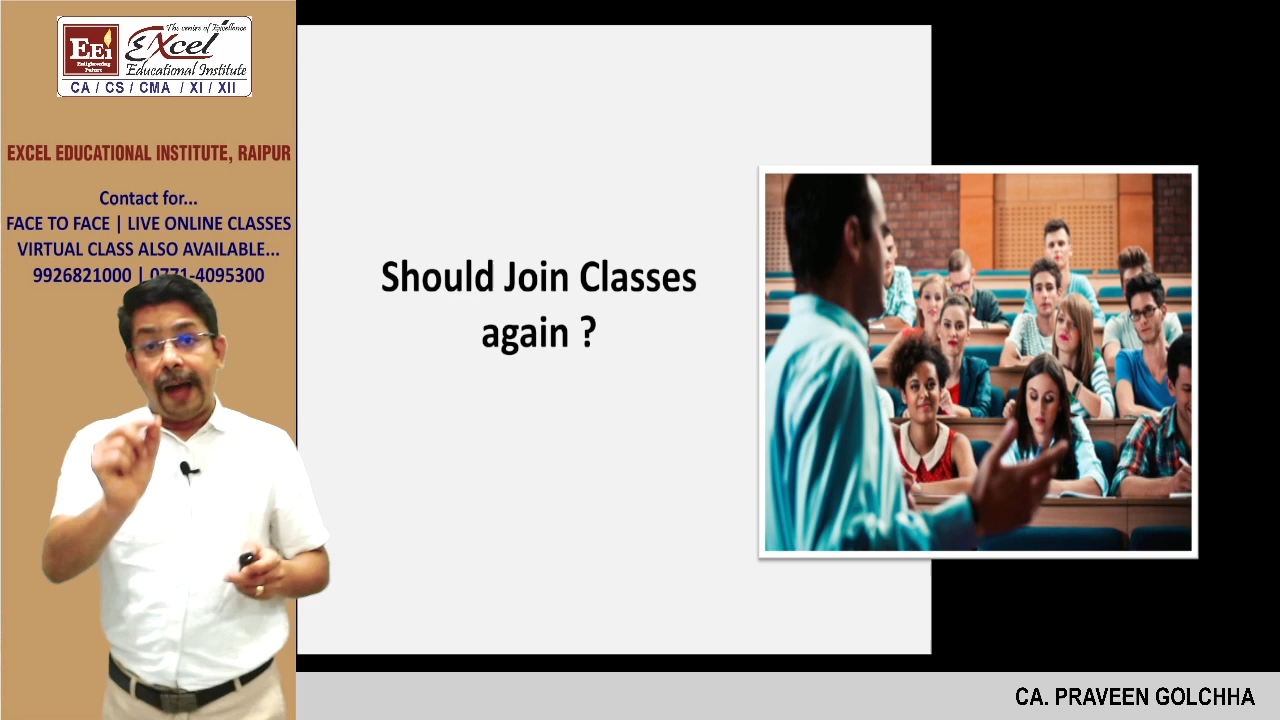 The centre of Excellence
EEi
Enlightening
Future
Excel
Educational Institute
CA / CS / CMA / XI / XII
EXCEL EDUCATIONAL INSTITUTE, RAIPUR
Contact for...
FACE TO FACE | LIVE ONLINE CLASSES
VIRTUAL CLASS ALSO AVAILABLE...
9926821000 | 0771-4095300
Should Join Classes
again ?
CA. PRAVEEN GOLCHHA